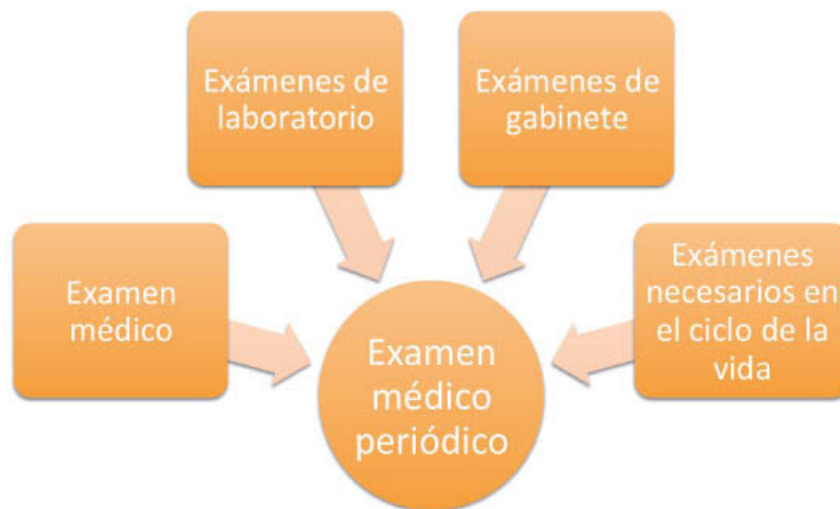 Exámenes de
laboratorio
Exámenes de
gabinete
Examen
médico
Exámenes
necesarios en
el ciclo de la
vida
Examen
médico
periódico